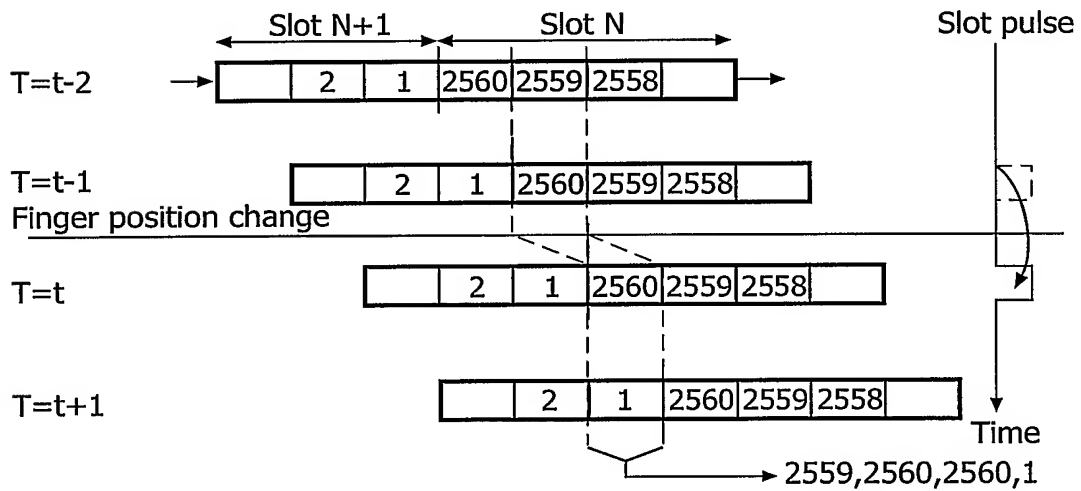 Slot N+1 Slot N Slot pulse
T=t-2 2 1 2560 2559 2558
T=t-1 2 1 2560 2559 2558
Finger position change
T=t 2 1 2560 2559 2558
T=t+1 2 1 2560 2559 2558
Time
2559,2560,2560,1